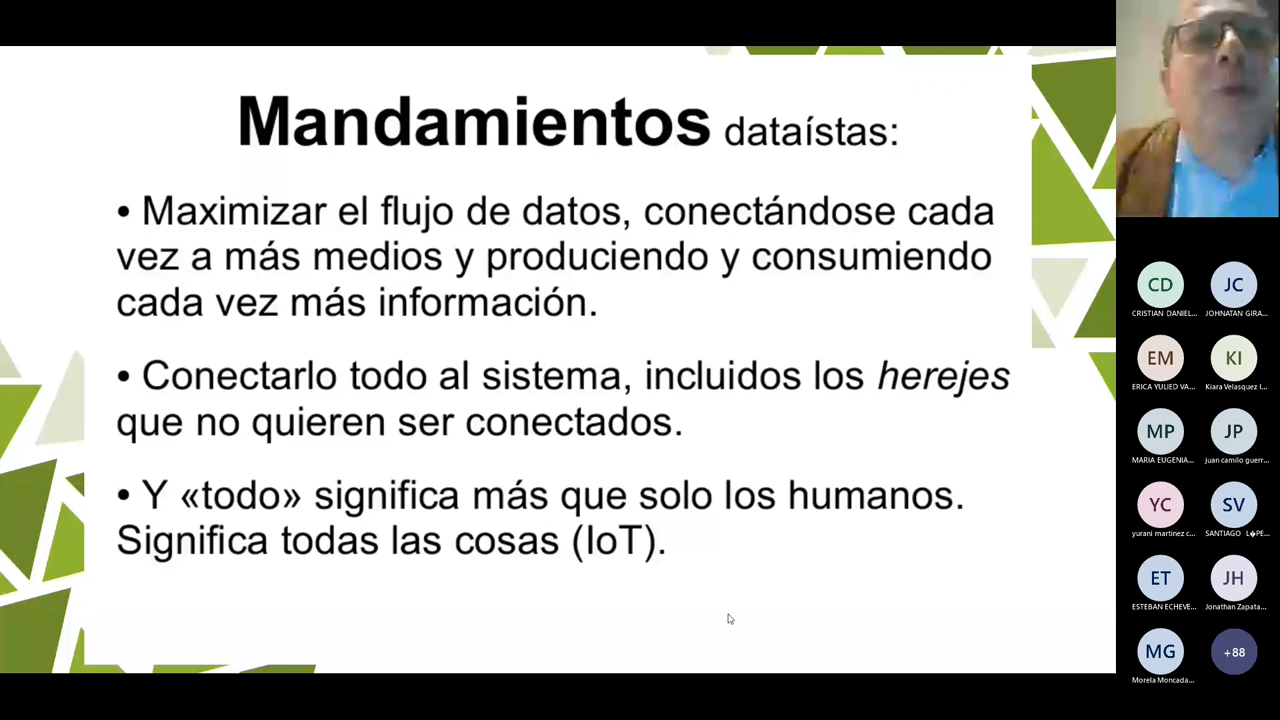 Mandamientos dataístas:
• Maximizar el flujo de datos, conectándose cada
vez a más medios y produciendo y consumiendo
cada vez más información.
• Conectarlo todo al sistema, incluidos los herejes
que no quieren ser conectados.
• Y «todo» significa más que solo los humanos.
Significa todas las cosas (IoT).
CD
JC
CRISTIAN DANIEL...
JOHNATAN GIRA...
EM
KI
ERICA YULIED VA...
Kiara Velasquez I...
MP
JP
MARIA EUGENIA...
juan camilo guerr...
YC
SV
yurani martinez c...
SANTIAGO L�PE...
ET
JH
ESTEBAN ECHEVE...
Jonathan Zapata...
MG
+88
Morela Moncada...